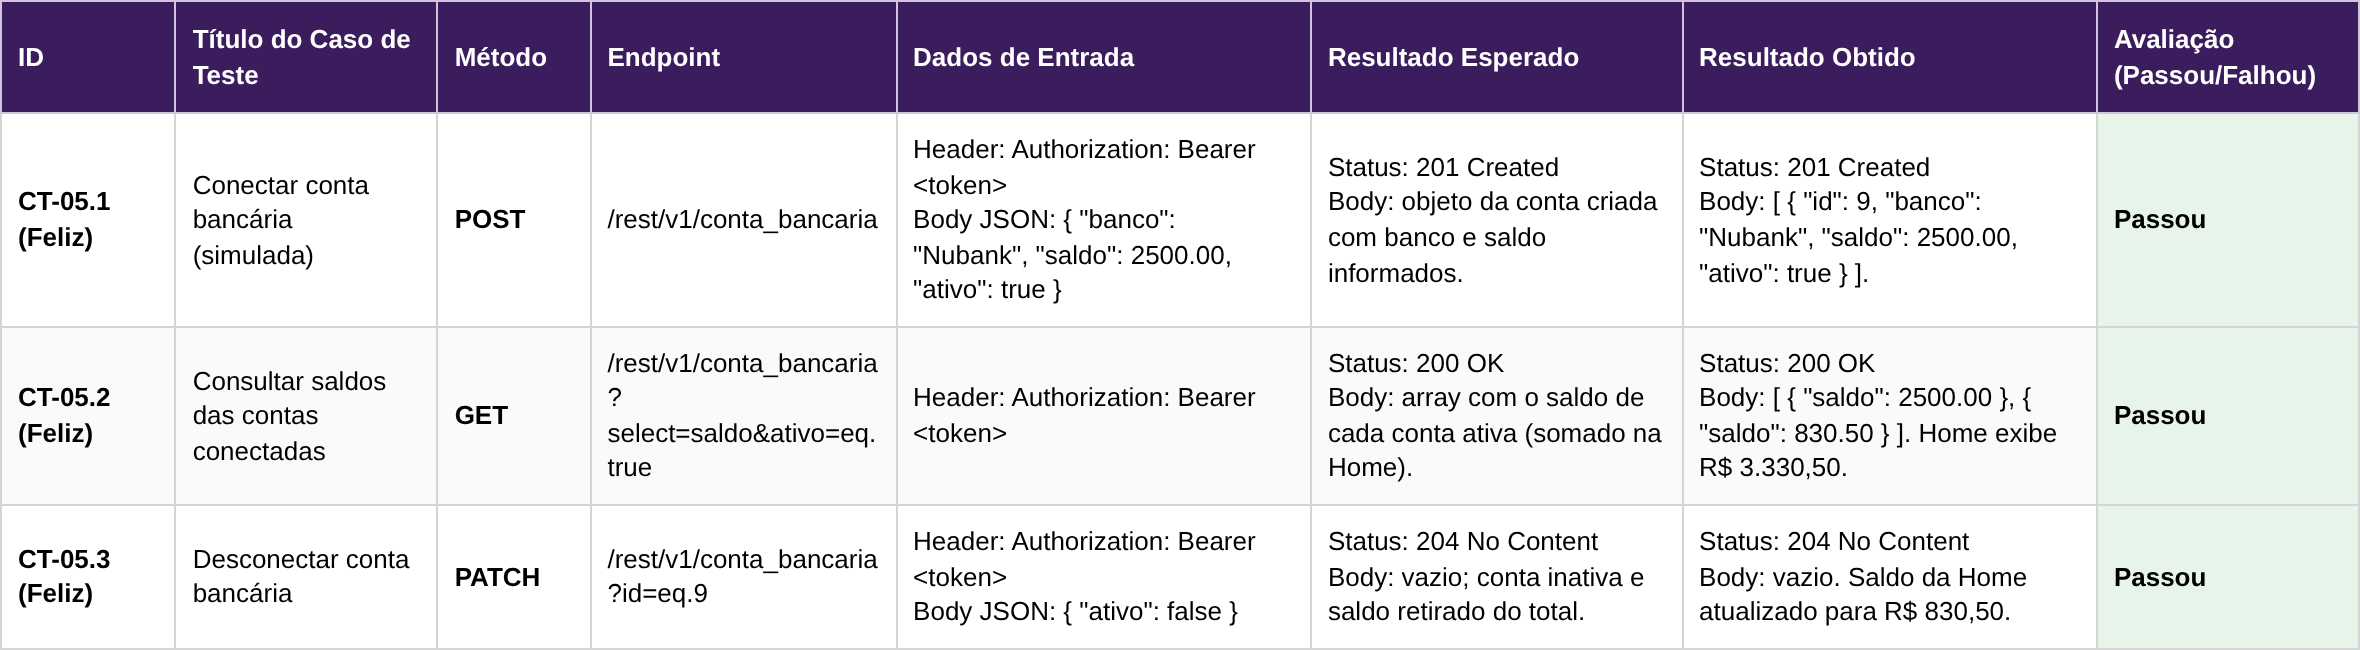 ID
Título do Caso de
Teste
Método
Endpoint
Dados de Entrada
Resultado Esperado
Resultado Obtido
Avaliação
(Passou/Falhou)
CT-05.1
(Feliz)
Conectar conta
bancária
(simulada)
POST
/rest/v1/conta_bancaria
Header: Authorization: Bearer
<token>
Body JSON: { "banco":
"Nubank", "saldo": 2500.00,
"ativo": true }
Status: 201 Created
Body: objeto da conta criada
com banco e saldo
informados.
Status: 201 Created
Body: [ { "id": 9, "banco":
"Nubank", "saldo": 2500.00,
"ativo": true } ].
Passou
CT-05.2
(Feliz)
Consultar saldos
das contas
conectadas
GET
/rest/v1/conta_bancaria
?
select=saldo&ativo=eq.
true
Header: Authorization: Bearer
<token>
Status: 200 OK
Body: array com o saldo de
cada conta ativa (somado na
Home).
Status: 200 OK
Body: [ { "saldo": 2500.00 }, {
"saldo": 830.50 } ]. Home exibe
R$ 3.330,50.
Passou
CT-05.3
(Feliz)
Desconectar conta
bancária
PATCH
/rest/v1/conta_bancaria
?id=eq.9
Header: Authorization: Bearer
<token>
Body JSON: { "ativo": false }
Status: 204 No Content
Body: vazio; conta inativa e
saldo retirado do total.
Status: 204 No Content
Body: vazio. Saldo da Home
atualizado para R$ 830,50.
Passou